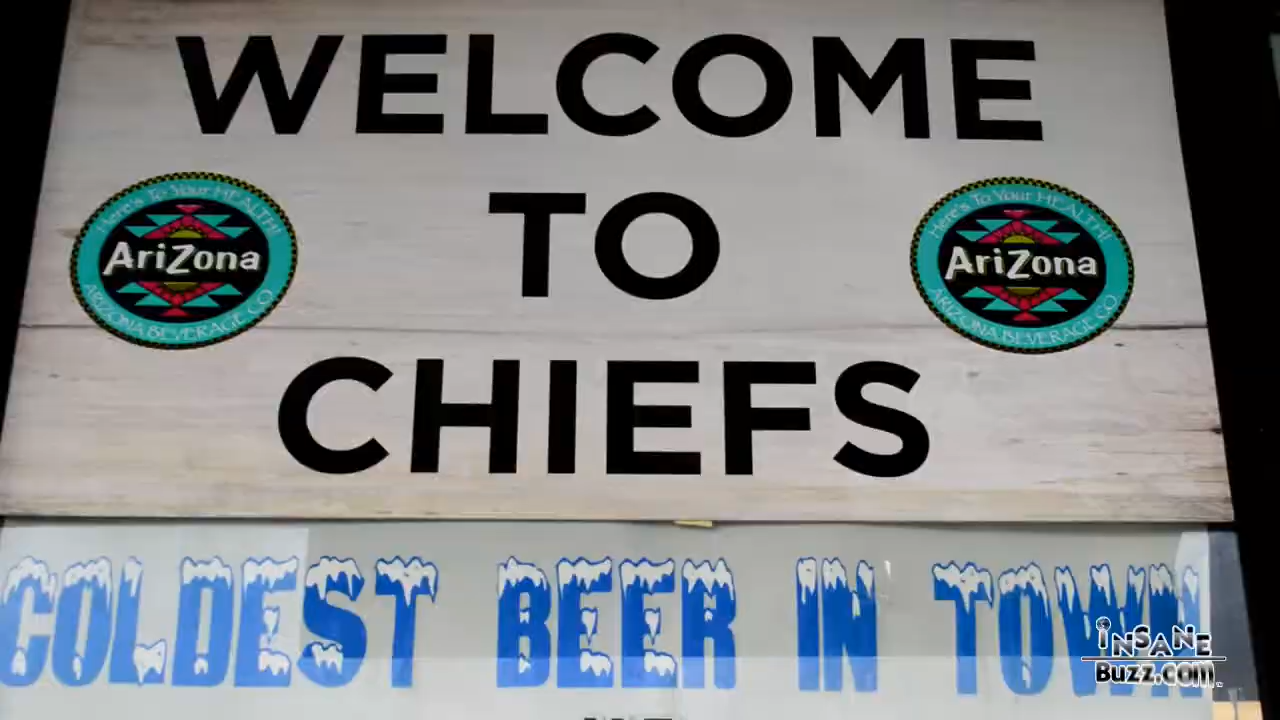 WELCOME
TO
CHIEFS
Here's To Your HEALTH!
AriZona
ARIZONA BEVERAGE CO
Here's To Your HEALTH!
AriZona
ARIZONA BEVERAGE CO
COLDEST BEER IN TOWN
INSANE
BUZZ.com